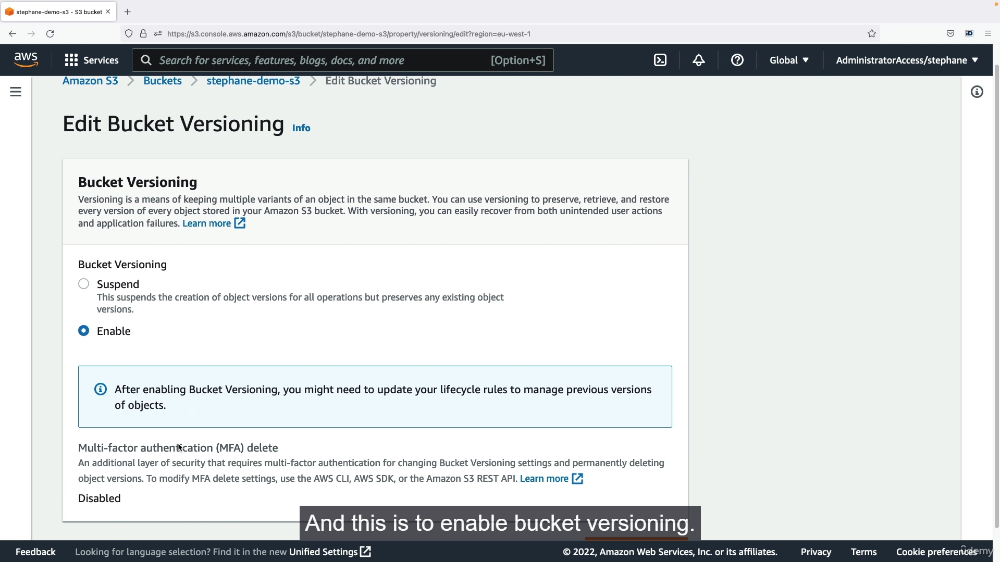 stephane-demo-s3 - S3 bucket
https://s3.console.aws.amazon.com/s3/bucket/stephane-demo-s3/property/versioning/edit?region=eu-west-1
iD
aws Services Search for services, features, blogs, docs, and more [Option+S] Global AdministratorAccess/stephane
Amazon S3 Buckets stephane-demo-s3 Edit Bucket Versioning
Edit Bucket Versioning Info
Bucket Versioning
Versioning is a means of keeping multiple variants of an object in the same bucket. You can use versioning to preserve, retrieve, and restore
every version of every object stored in your Amazon S3 bucket. With versioning, you can easily recover from both unintended user actions
and application failures. Learn more
Bucket Versioning
Suspend
This suspends the creation of object versions for all operations but preserves any existing object
versions.
Enable
After enabling Bucket Versioning, you might need to update your lifecycle rules to manage previous versions
of objects.
Multi-factor authentication (MFA) delete
An additional layer of security that requires multi-factor authentication for changing Bucket Versioning settings and permanently deleting
object versions. To modify MFA delete settings, use the AWS CLI, AWS SDK, or the Amazon S3 REST API. Learn more
Disabled
And this is to enable bucket versioning.
Feedback Looking for language selection? Find it in the new Unified Settings © 2022, Amazon Web Services, Inc. or its affiliates. Privacy Terms Cookie preferences
udemy